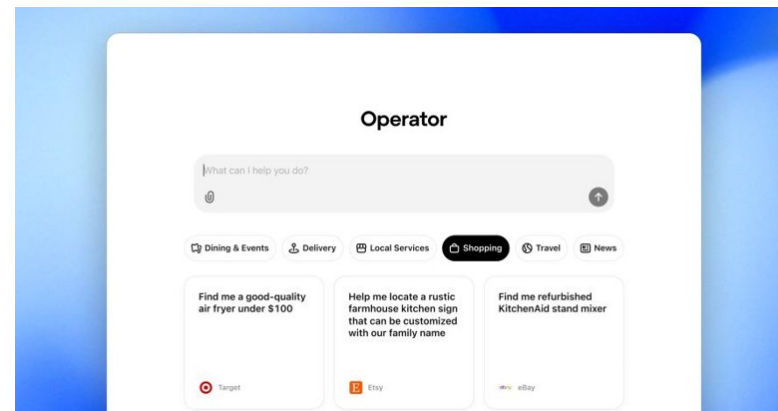 Operator
What can I help you do?
Dining & Events
Delivery
Local Services
Shopping
Travel
News
Find me a good-quality
air fryer under $100
Target
Help me locate a rustic
farmhouse kitchen sign
that can be customized
with our family name
E
Etsy
Find me refurbished
KitchenAid stand mixer
ebay
eBay